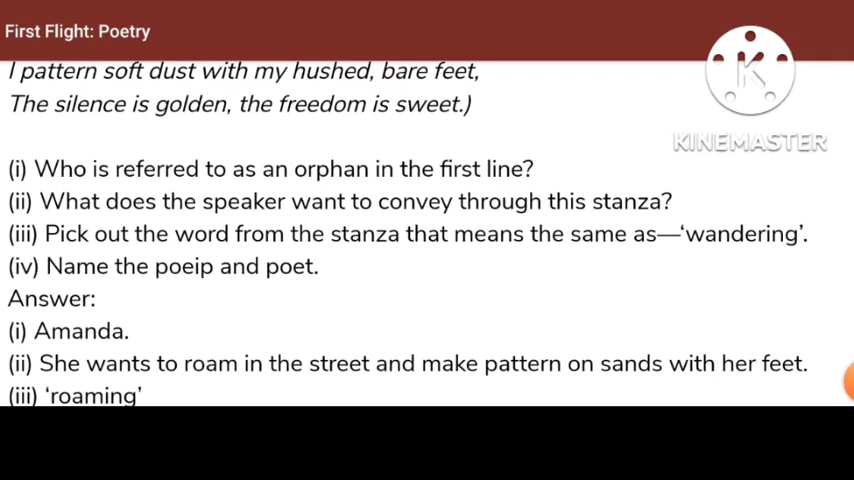 First Flight: Poetry
I pattern soft dust with my hushed, bare feet,
The silence is golden, the freedom is sweet.)
K
KINEMASTER
(i) Who is referred to as an orphan in the first line?
(ii) What does the speaker want to convey through this stanza?
(iii) Pick out the word from the stanza that means the same as—‘wandering’.
(iv) Name the poeip and poet.
Answer:
(i) Amanda.
(ii) She wants to roam in the street and make pattern on sands with her feet.
(iii) ‘roaming’